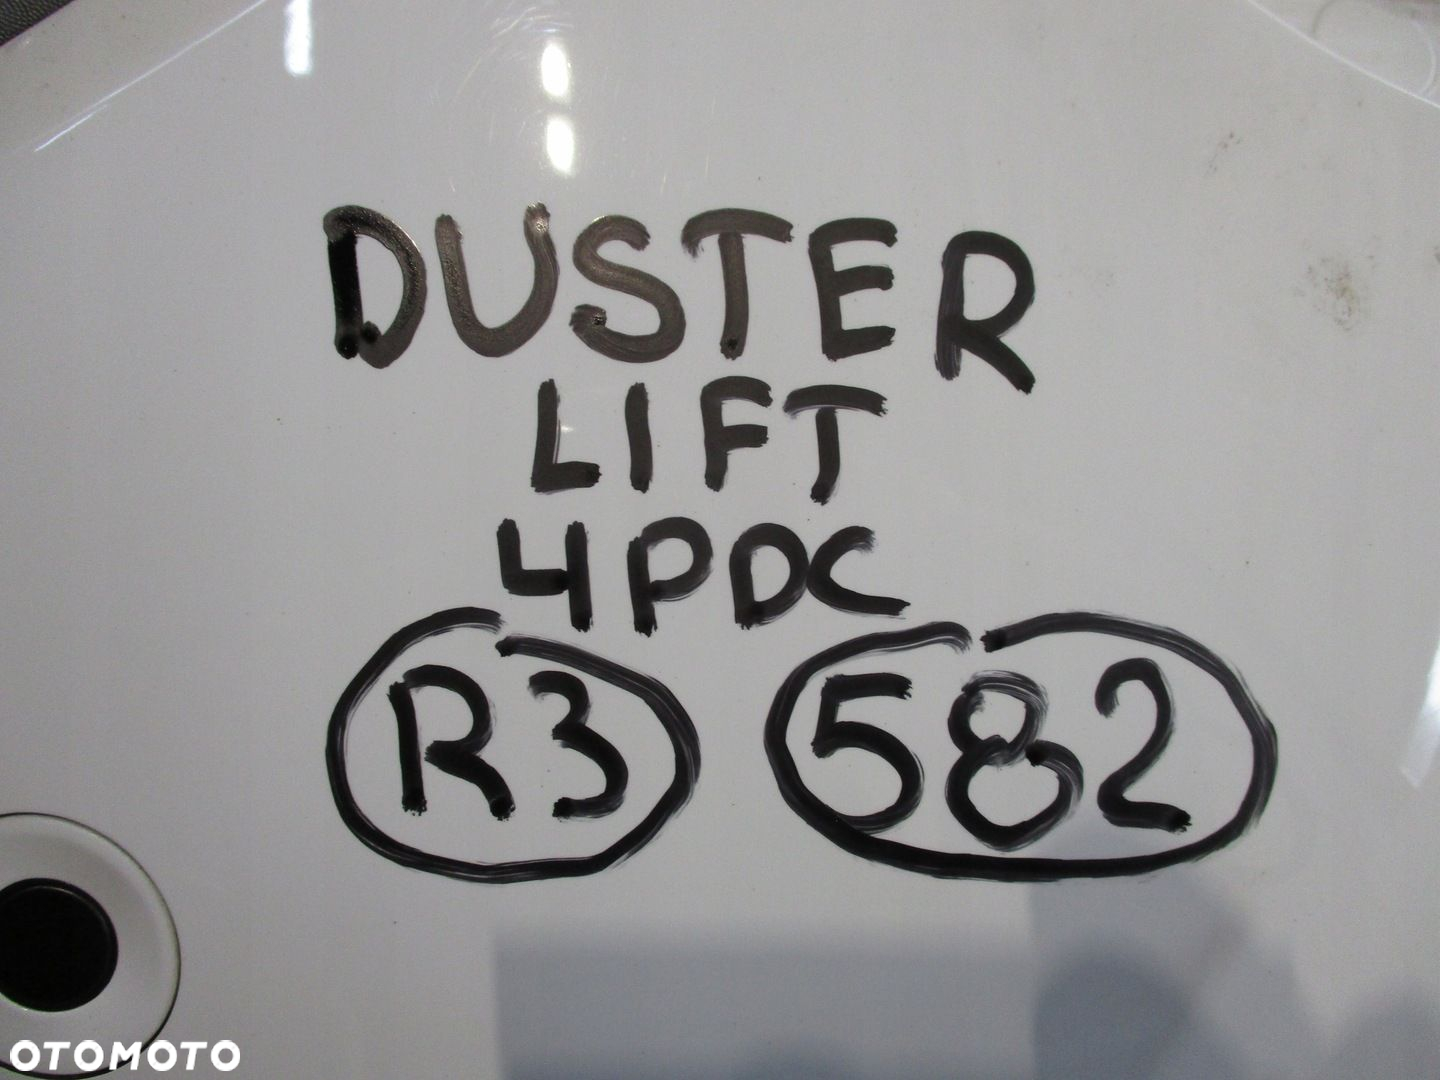 DUSTER
LIFT
4PDC
R3 582
OTOMOTO